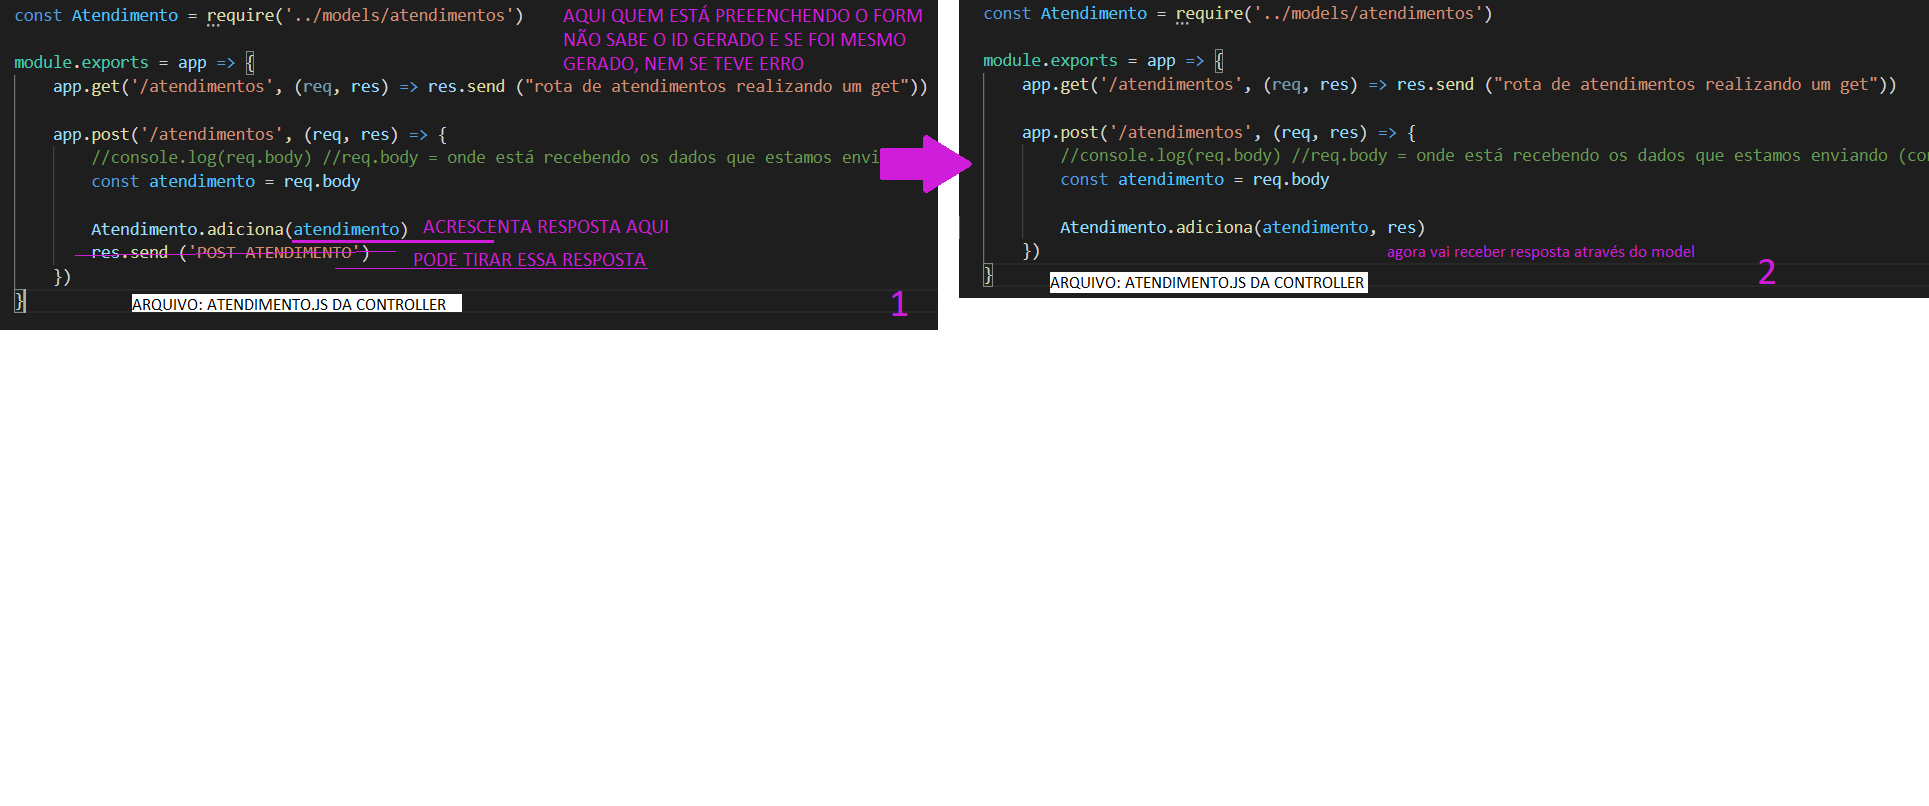 const Atendimento = require('../models/atendimentos')
AQUI QUEM ESTÁ PREEENCHENDO O FORM
NÃO SABE O ID GERADO E SE FOI MESMO
GERADO, NEM SE TEVE ERRO
module.exports = app => {
app.get('/atendimentos', (req, res) => res.send ("rota de atendimentos realizando um get"))
app.post('/atendimentos', (req, res) => {
//console.log(req.body) //req.body = onde está recebendo os dados que estamos envi
const atendimento = req.body
Atendimento.adiciona(atendimento)
ACRESCENTA RESPOSTA AQUI
res.send ('POST ATENDIMENTO')
PODE TIRAR ESSA RESPOSTA
})
}
ARQUIVO: ATENDIMENTO.JS DA CONTROLLER
1
const Atendimento = require('../models/atendimentos')
module.exports = app => {
app.get('/atendimentos', (req, res) => res.send ("rota de atendimentos realizando um get"))
app.post('/atendimentos', (req, res) => {
//console.log(req.body) //req.body = onde está recebendo os dados que estamos enviando (con
const atendimento = req.body
Atendimento.adiciona(atendimento, res)
})
agora vai receber resposta através do model
}
ARQUIVO: ATENDIMENTO.JS DA CONTROLLER
2